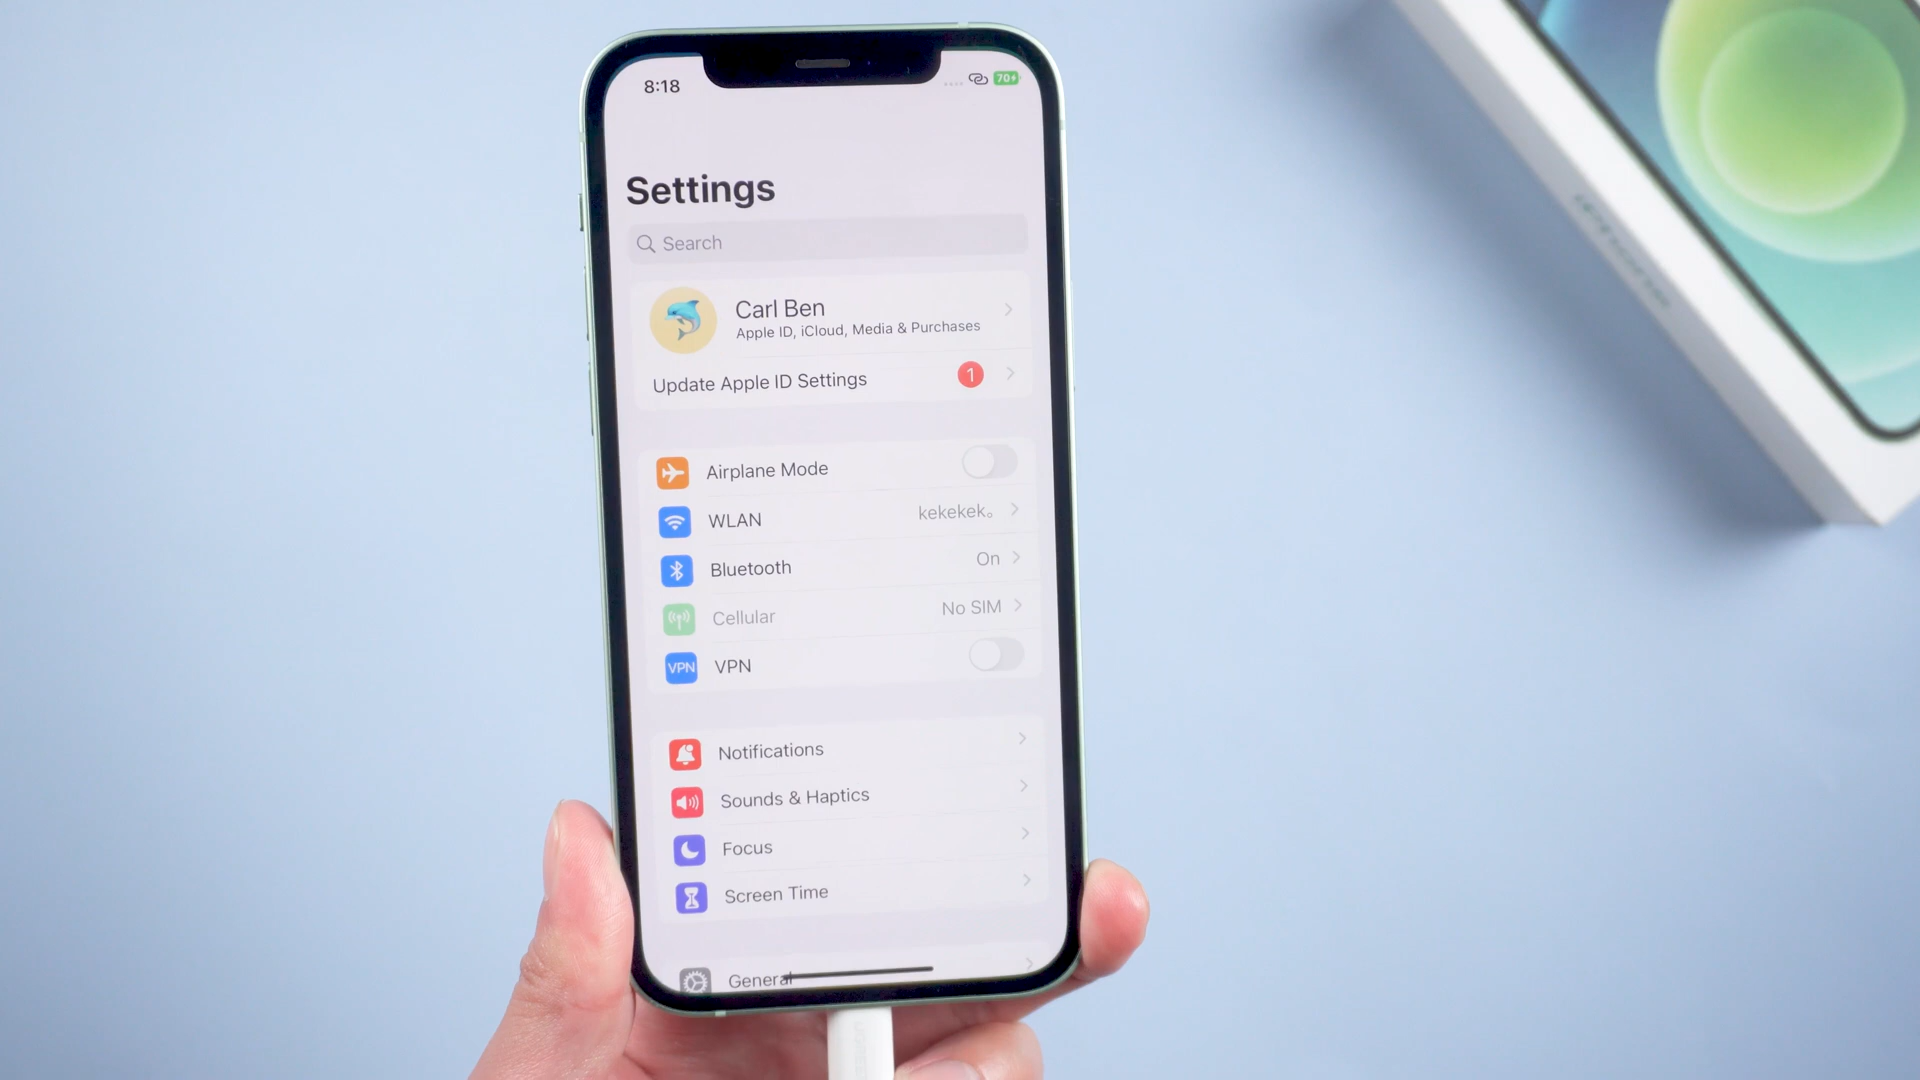 8:18
70
Settings
Search
Carl Ben
Apple ID, iCloud, Media & Purchases
Update Apple ID Settings 1
Airplane Mode
WLAN kekekek。
Bluetooth On
Cellular No SIM
VPN VPN
Notifications
Sounds & Haptics
Focus
Screen Time
General
iPhone